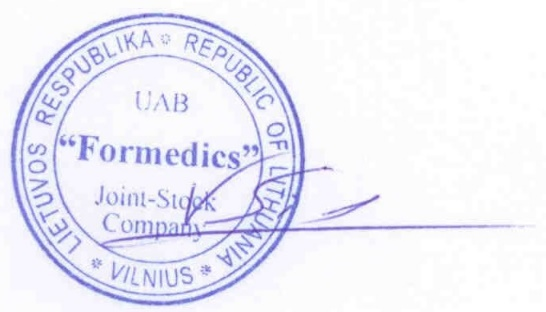 LIETUVOS RESPUBLIKA * REPUBLIC OF LITHUANIA
* VILNIUS *
UAB
“Formedics”
Joint-Stock
Company